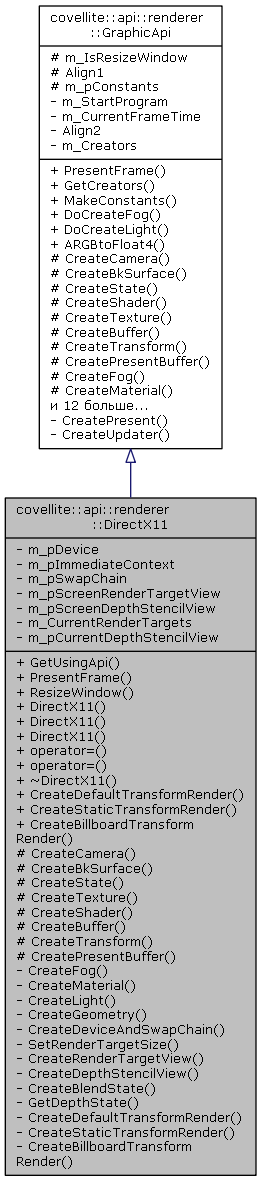 covellite::api::renderer
::GraphicApi
# m_IsResizeWindow
# Align1
# m_pConstants
- m_StartProgram
- m_CurrentFrameTime
- Align2
- m_Creators
+ PresentFrame()
+ GetCreators()
+ MakeConstants()
+ DoCreateFog()
+ DoCreateLight()
+ ARGBtoFloat4()
# CreateCamera()
# CreateBkSurface()
# CreateState()
# CreateShader()
# CreateTexture()
# CreateBuffer()
# CreateTransform()
# CreatePresentBuffer()
# CreateFog()
# CreateMaterial()
и 12 больше...
- CreatePresent()
- CreateUpdater()
covellite::api::renderer
::DirectX11
- m_pDevice
- m_pImmediateContext
- m_pSwapChain
- m_pScreenRenderTargetView
- m_pScreenDepthStencilView
- m_CurrentRenderTargets
- m_pCurrentDepthStencilView
+ GetUsingApi()
+ PresentFrame()
+ ResizeWindow()
+ DirectX11()
+ DirectX11()
+ DirectX11()
+ operator=()
+ operator=()
+ ~DirectX11()
+ CreateDefaultTransformRender()
+ CreateStaticTransformRender()
+ CreateBillboardTransform
Render()
# CreateCamera()
# CreateBkSurface()
# CreateState()
# CreateTexture()
# CreateShader()
# CreateBuffer()
# CreateTransform()
# CreatePresentBuffer()
- CreateFog()
- CreateMaterial()
- CreateLight()
- CreateGeometry()
- CreateDeviceAndSwapChain()
- SetRenderTargetSize()
- CreateRenderTargetView()
- CreateDepthStencilView()
- CreateBlendState()
- GetDepthState()
- CreateDefaultTransformRender()
- CreateStaticTransformRender()
- CreateBillboardTransform
Render()